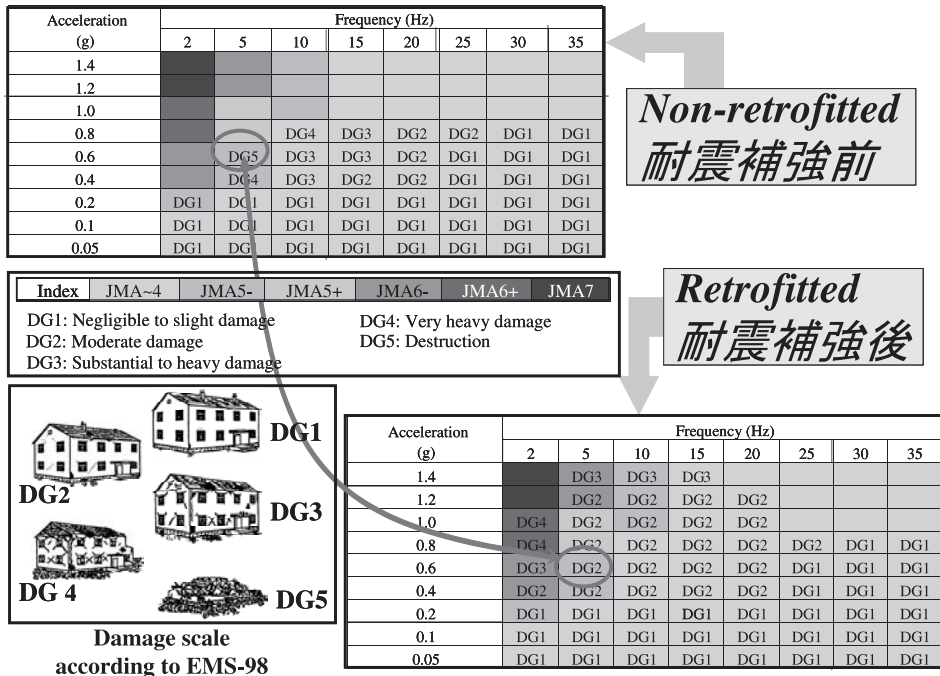 Acceleration (g) Frequency (Hz)
2 5 10 15 20 25 30 35
1.4
1.2
1.0
0.8 DG4 DG3 DG2 DG2 DG1 DG1
0.6 DG5 DG3 DG2 DG2 DG1 DG1 DG1
0.4 DG4 DG3 DG2 DG2 DG1 DG1 DG1
0.2 DG1 DG1 DG1 DG1 DG1 DG1 DG1 DG1
0.1 DG1 DG1 DG1 DG1 DG1 DG1 DG1 DG1
0.05 DG1 DG1 DG1 DG1 DG1 DG1 DG1 DG1
Non-retrofitted
耐震補強前
Index JMA~4 JMA5- JMA5+ JMA6- JMA6+ JMA7
DG1: Negligible to slight damage
DG2: Moderate damage
DG3: Substantial to heavy damage
DG4: Very heavy damage
DG5: Destruction
Retrofitted
耐震補強後
DG1
DG2
DG3
DG 4
DG5
Damage scale
according to EMS-98
Acceleration (g) Frequency (Hz)
2 5 10 15 20 25 30 35
1.4 DG3 DG3 DG3
1.2 DG2 DG2 DG2 DG2
1.0 DG4 DG2 DG2 DG2 DG2
0.8 DG4 DG2 DG2 DG2 DG2 DG2 DG1 DG1
0.6 DG3 DG2 DG2 DG2 DG2 DG1 DG1 DG1
0.4 DG2 DG2 DG2 DG2 DG2 DG1 DG1 DG1
0.2 DG1 DG1 DG1 DG1 DG1 DG1 DG1 DG1
0.1 DG1 DG1 DG1 DG1 DG1 DG1 DG1 DG1
0.05 DG1 DG1 DG1 DG1 DG1 DG1 DG1 DG1